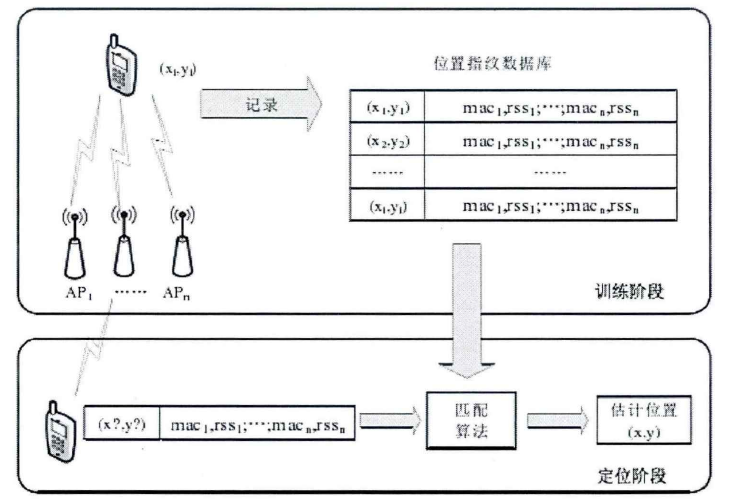 (x₁,y₁)
记录
位置指纹数据库
(x₁,y₁) mac₁,rss₁;…;macₙ,rssₙ
(x₂,y₂) mac₁,rss₁;…;macₙ,rssₙ
…… ……
(xₗ,yₗ) mac₁,rss₁;…;macₙ,rssₙ
AP₁ …… APₙ
训练阶段
(x?,y?) mac₁,rss₁;…;macₙ,rssₙ
匹配
算法
估计位置
(x,y)
定位阶段